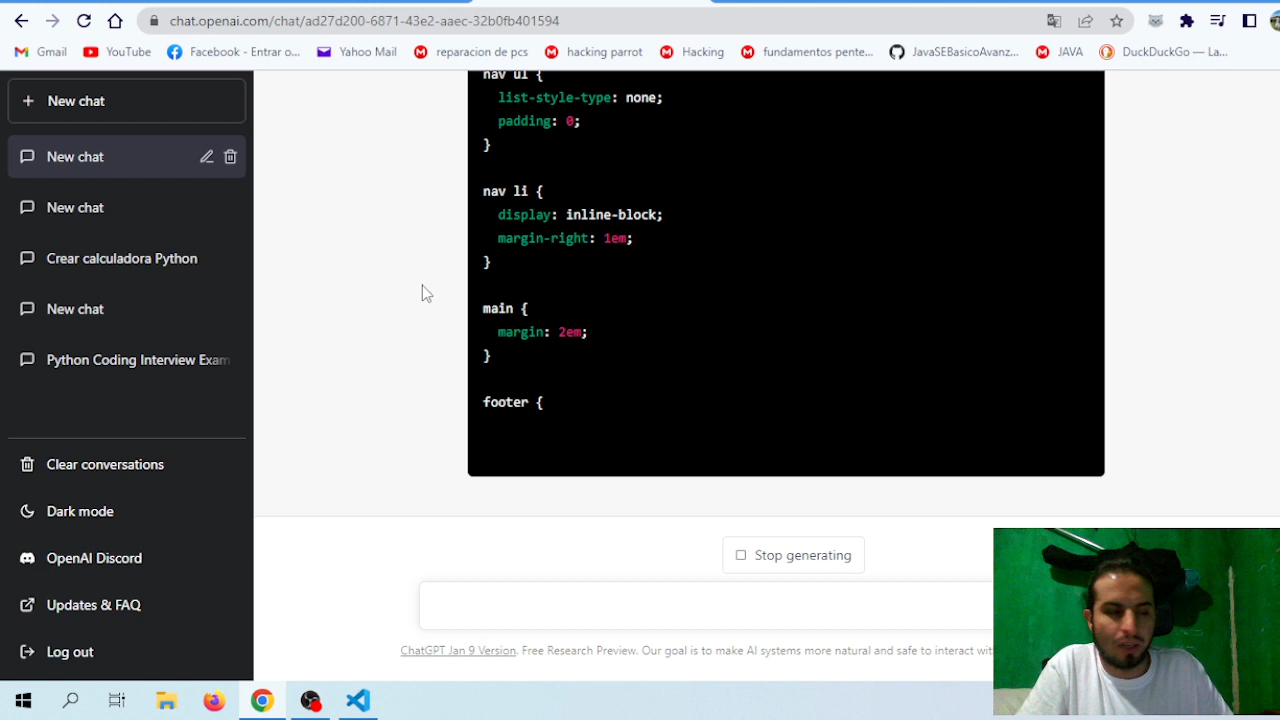 chat.openai.com/chat/ad27d200-6871-43e2-aaec-32b0fb401594
Gmail
YouTube
Facebook - Entrar o...
Yahoo Mail
reparacion de pcs
hacking parrot
Hacking
fundamentos pente...
JavaSEBasicoAvanz...
JAVA
DuckDuckGo — La...
New chat
New chat
New chat
Crear calculadora Python
New chat
Python Coding Interview Exam
Clear conversations
Dark mode
OpenAI Discord
Updates & FAQ
Log out
nav ul {
list-style-type: none;
padding: 0;
}
nav li {
display: inline-block;
margin-right: 1em;
}
main {
margin: 2em;
}
footer {
Stop generating
ChatGPT Jan 9 Version. Free Research Preview. Our goal is to make AI systems more natural and safe to interact wit